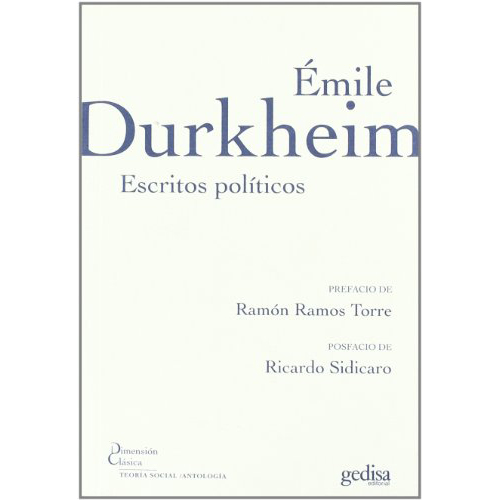 Émile
Durkheim
Escritos políticos
PREFACIO DE
Ramón Ramos Torre
POSFACIO DE
Ricardo Sidicaro
Dimensión
Clásica
TEORÍA SOCIAL/ANTOLOGÍA
gedisa
editorial